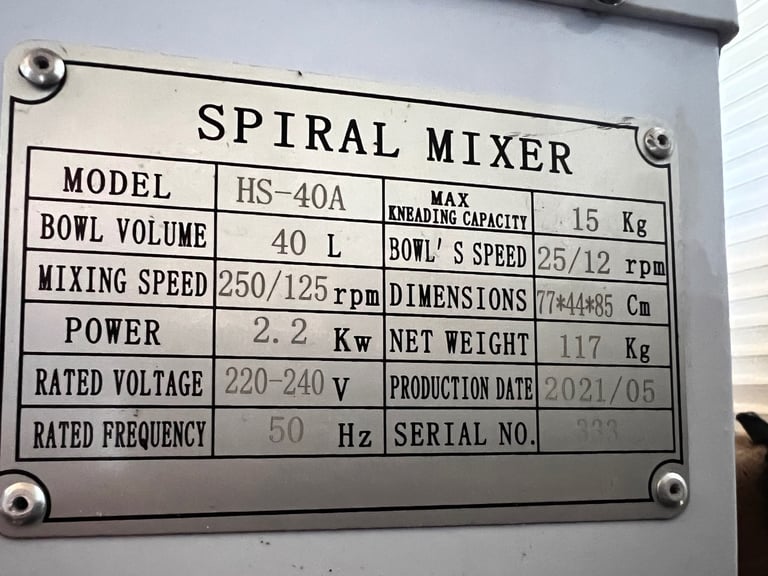 SPIRAL MIXER
MODEL HS-40A MAX KNEADING CAPACITY 15 Kg
BOWL VOLUME 40 L BOWL' S SPEED 25/12 rpm
MIXING SPEED 250/125 rpm DIMENSIONS 77*44*85 Cm
POWER 2.2 Kw NET WEIGHT 117 Kg
RATED VOLTAGE 220-240 V PRODUCTION DATE 2021/05
RATED FREQUENCY 50 Hz SERIAL NO. 333